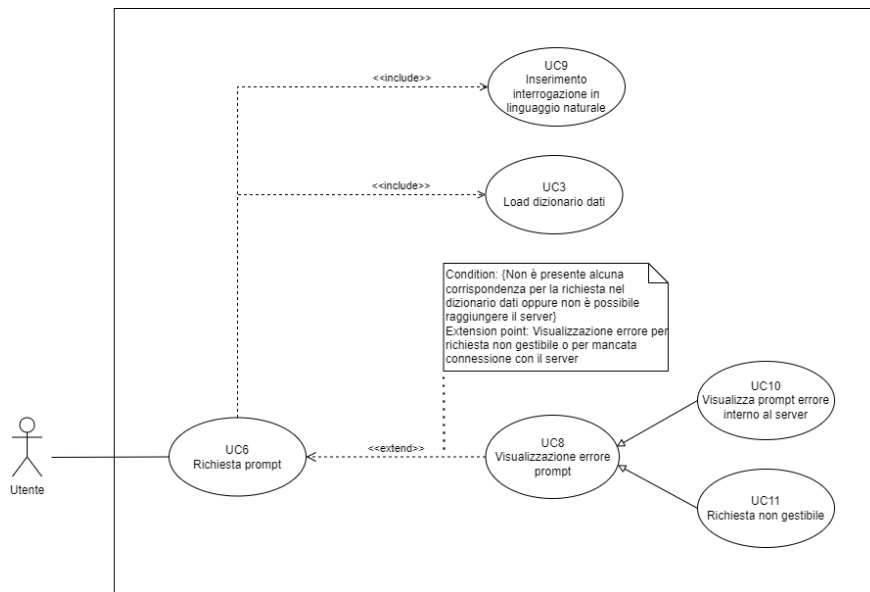 UC9
Inserimento
interrogazione in
linguaggio naturale
<<include>>
<<include>>
UC3
Load dizionario dati
Condition: {Non è presente alcuna
corrispondenza per la richiesta nel
dizionario dati oppure non è possibile
raggiungere il server}
Extension point: Visualizzazione errore per
richiesta non gestibile o per mancata
connessione con il server
UC10
Visualizza prompt errore
interno al server
Utente
UC6
Richiesta prompt
<<extend>>
UC8
Visualizzazione errore
prompt
UC11
Richiesta non gestibile